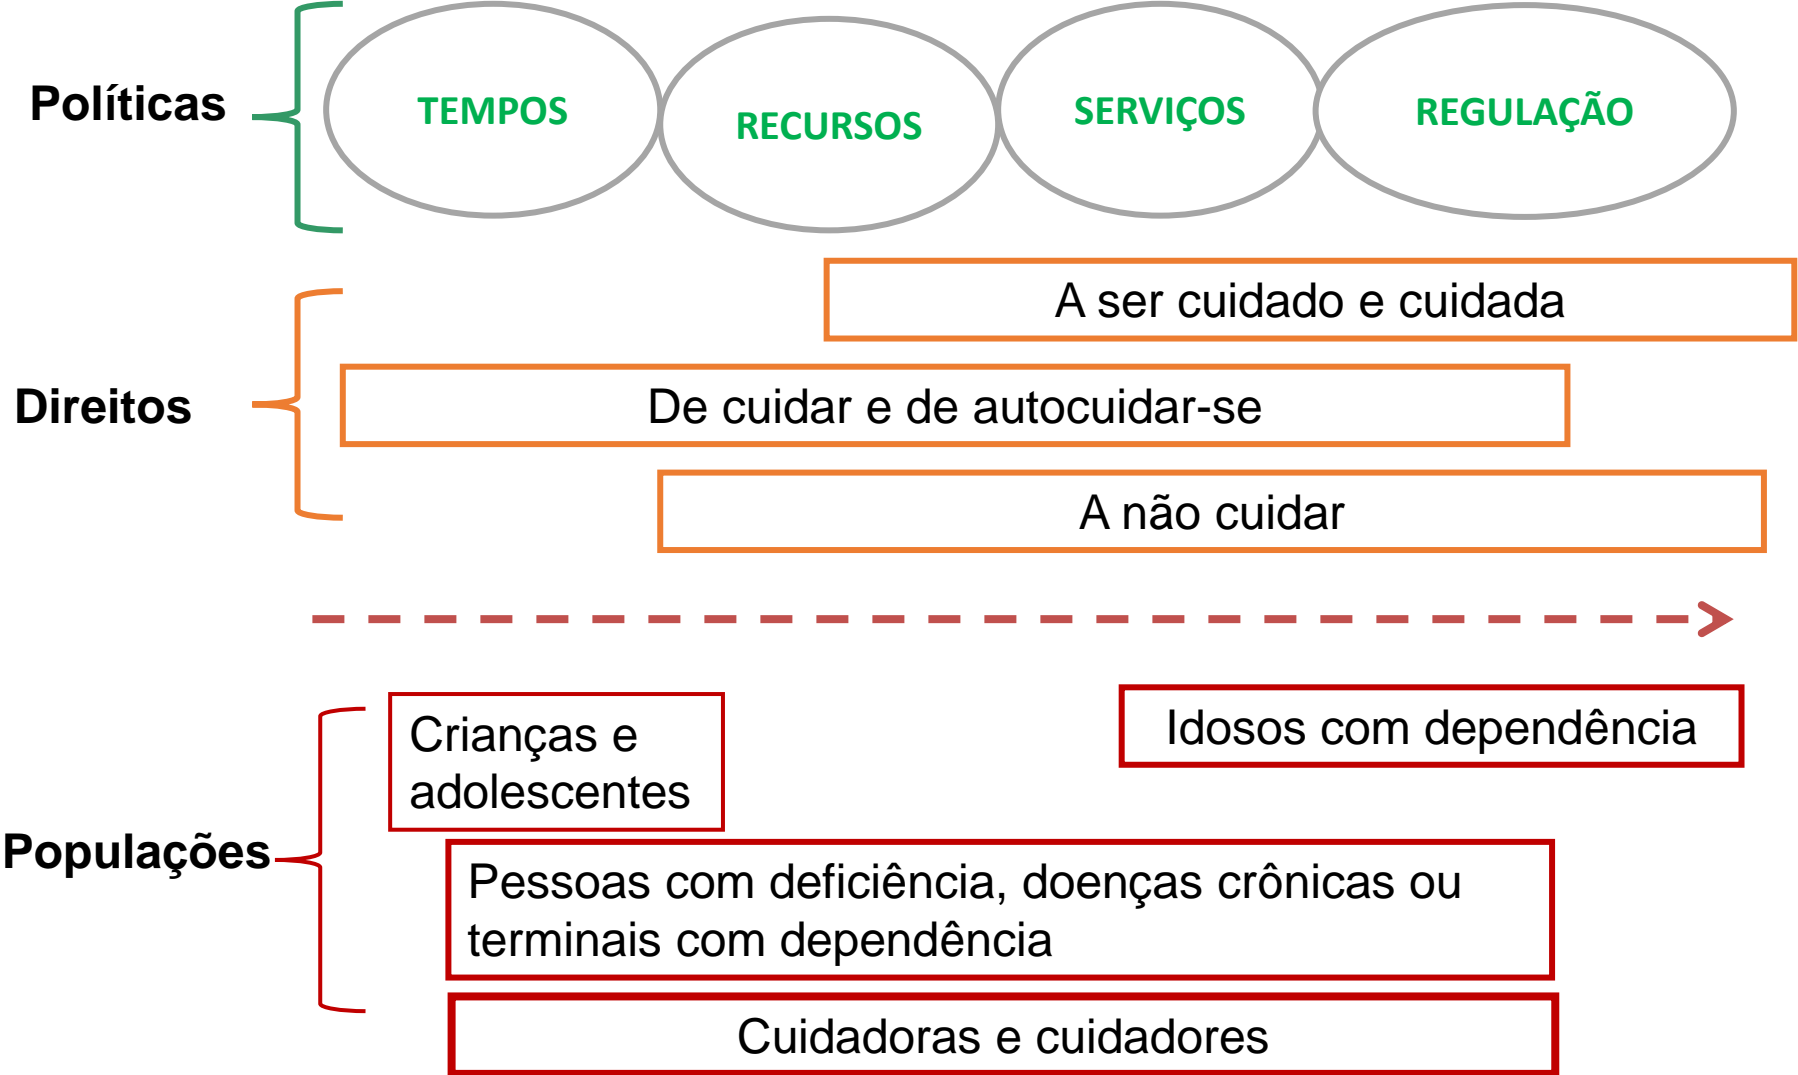 Políticas
TEMPOS
RECURSOS
SERVIÇOS
REGULAÇÃO
Direitos
A ser cuidado e cuidada
De cuidar e de autocuidar-se
A não cuidar
Populações
Crianças e
adolescentes
Idosos com dependência
Pessoas com deficiência, doenças crônicas ou
terminais com dependência
Cuidadoras e cuidadores